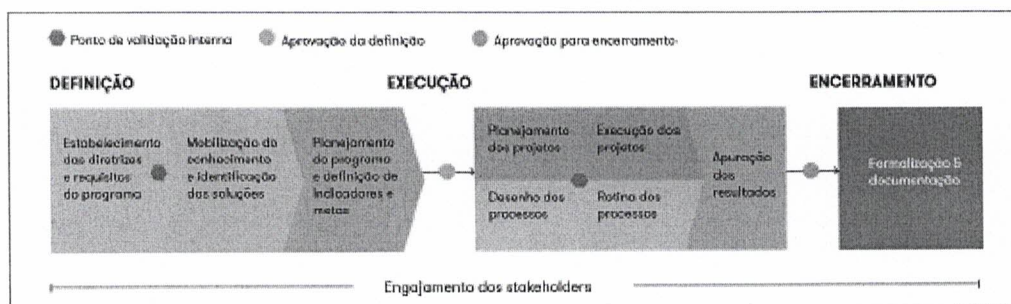 Ponto de validação interna
Aprovação da definição
Aprovação para encerramento
DEFINIÇÃO
EXECUÇÃO
ENCERRAMENTO
Estabelecimento
das diretrizes
e requisitos
do programa
Mobilização do
conhecimento
e identificação
das soluções
Planejamento
do programa
e definição de
indicadores e
metas
Planejamento
dos projetos
Execução dos
projetos
Desenho dos
processos
Rotina dos
processos
Apuração
dos
resultados
Formalização &
documentação
Engajamento dos stakeholders